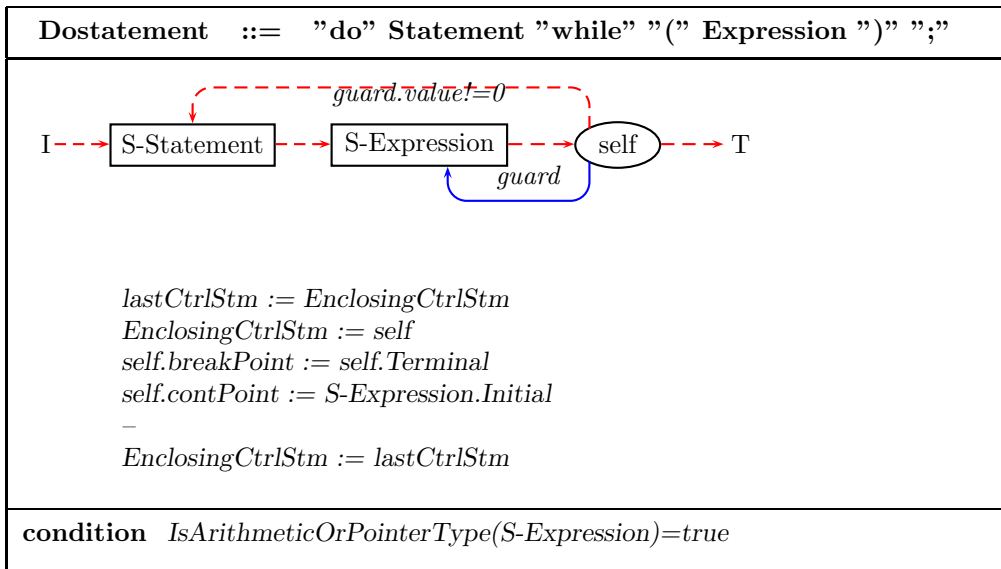 Dostatement ::= "do" Statement "while" "(" Expression ")" ";"
guard.value!=0
I S-Statement S-Expression self T
guard
lastCtrlStm := EnclosingCtrlStm
EnclosingCtrlStm := self
self.breakPoint := self.Terminal
self.contPoint := S-Expression.Initial
–
EnclosingCtrlStm := lastCtrlStm
condition IsArithmeticOrPointerType(S-Expression)=true